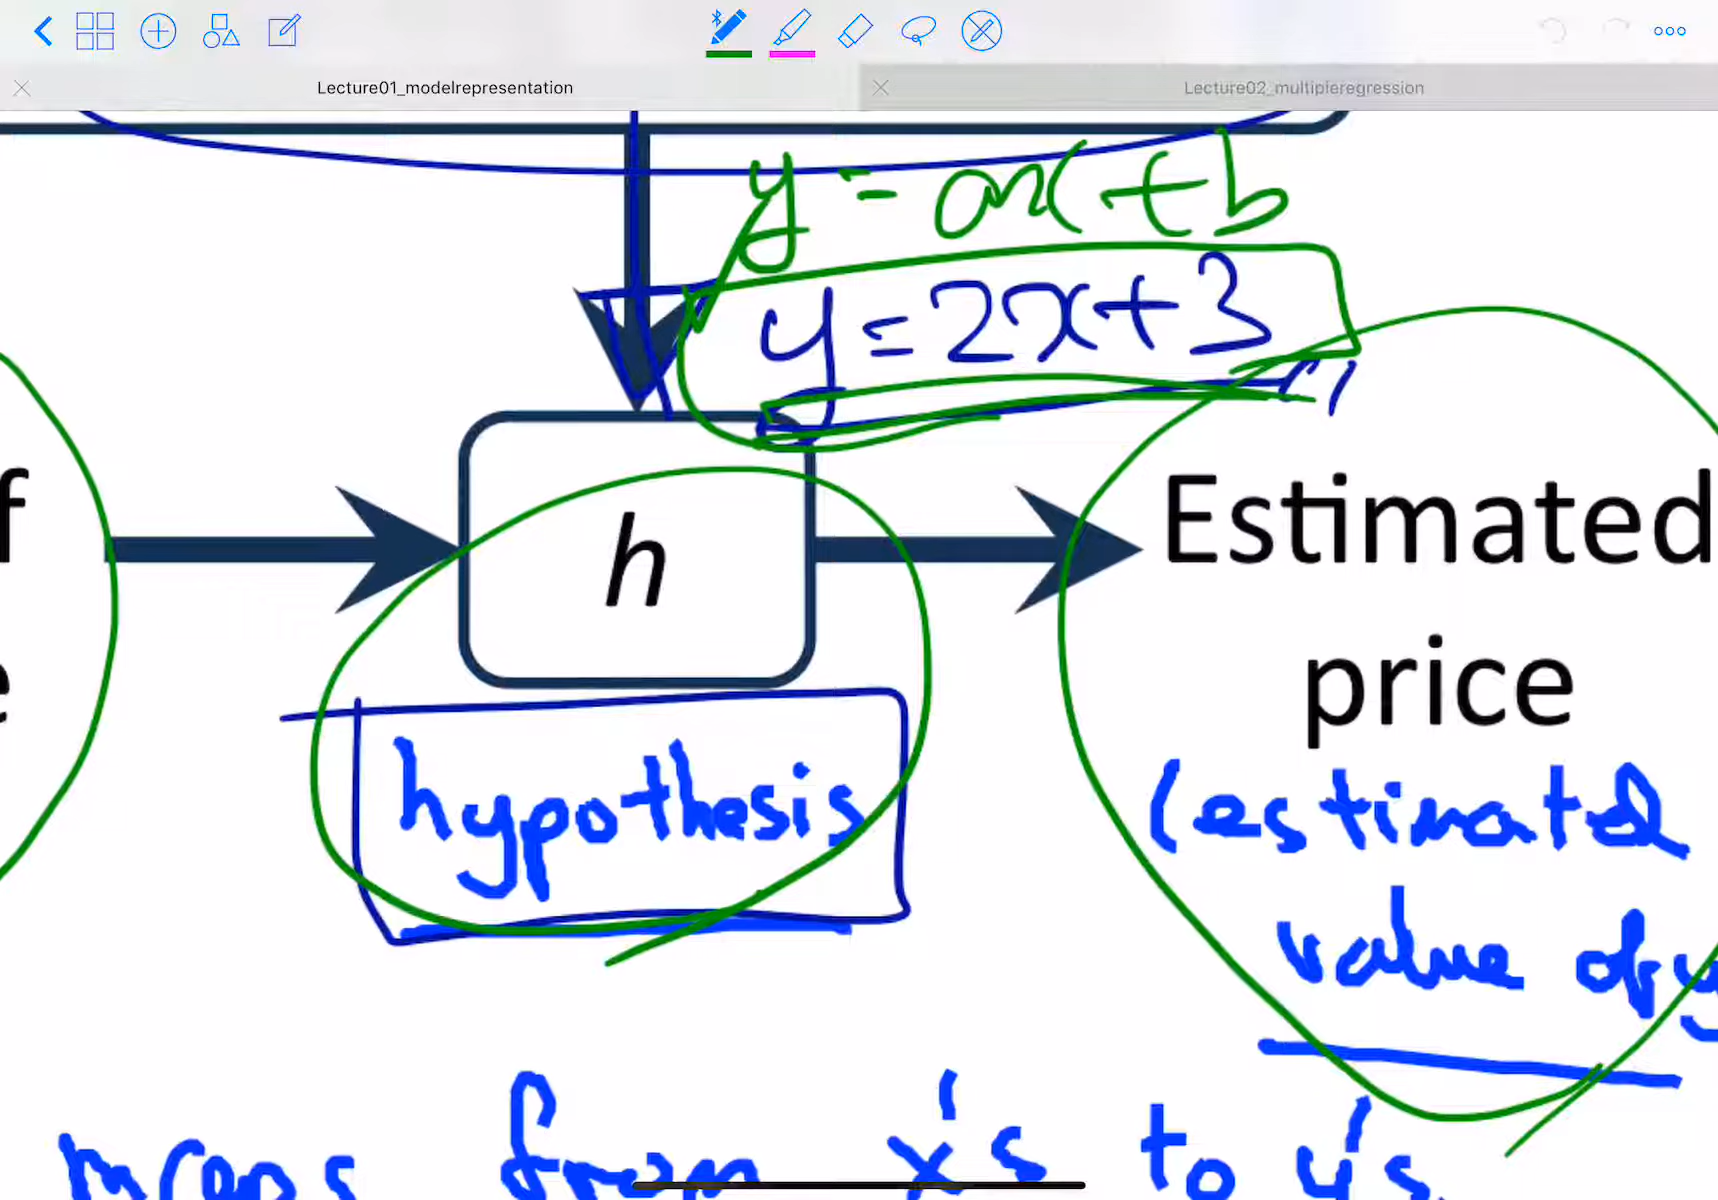 Lecture01_modelrepresentation
Lecture02_multipleregression
y = ax + b
y = 2x + 3
h
Estimated
price
hypothesis
(estimated
value of y
maps from x's to y's